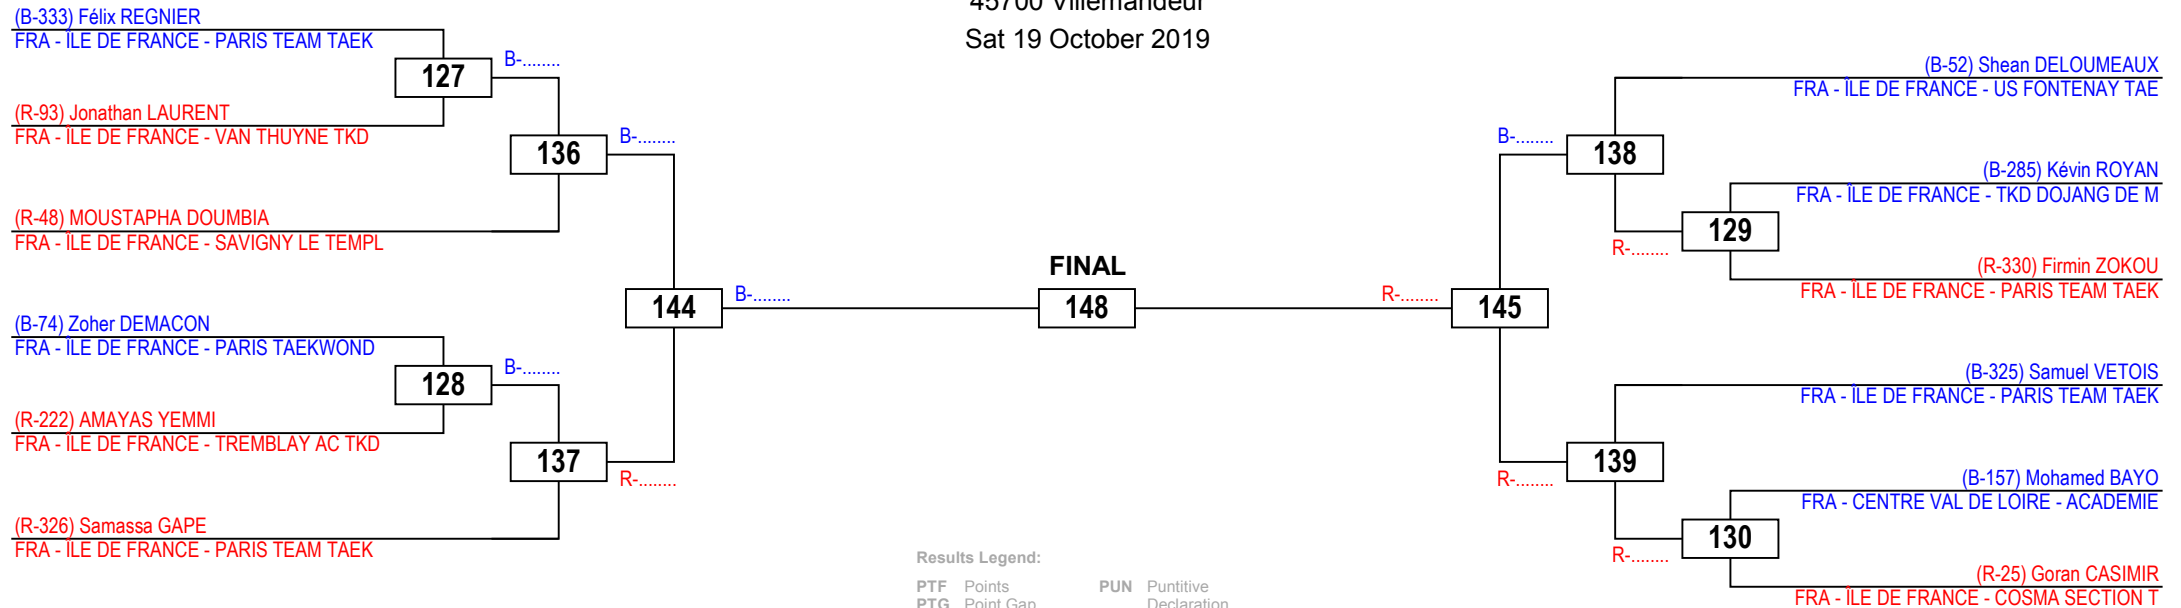 45700 Villemandeur
Sat 19 October 2019
(B-333) Félix REGNIER
FRA - ÎLE DE FRANCE - PARIS TEAM TAEK
127
B-........
(R-93) Jonathan LAURENT
FRA - ÎLE DE FRANCE - VAN THUYNE TKD
136
B-........
(R-48) MOUSTAPHA DOUMBIA
FRA - ÎLE DE FRANCE - SAVIGNY LE TEMPL
144
B-........
(B-74) Zoher DEMACON
FRA - ÎLE DE FRANCE - PARIS TAEKWOND
128
B-........
(R-222) AMAYAS YEMMI
FRA - ÎLE DE FRANCE - TREMBLAY AC TKD
137
R-........
(R-326) Samassa GAPE
FRA - ÎLE DE FRANCE - PARIS TEAM TAEK
FINAL
148
(B-52) Shean DELOUMEAUX
FRA - ÎLE DE FRANCE - US FONTENAY TAE
B-........
138
(B-285) Kévin ROYAN
FRA - ÎLE DE FRANCE - TKD DOJANG DE M
129
R-........
(R-330) Firmin ZOKOU
FRA - ÎLE DE FRANCE - PARIS TEAM TAEK
R-........
145
(B-325) Samuel VETOIS
FRA - ÎLE DE FRANCE - PARIS TEAM TAEK
139
R-........
(B-157) Mohamed BAYO
FRA - CENTRE VAL DE LOIRE - ACADEMIE
130
R-........
(R-25) Goran CASIMIR
FRA - ÎLE DE FRANCE - COSMA SECTION T
Results Legend:
PTF Points PUN Puntitive
PTG Point Gap Declaration